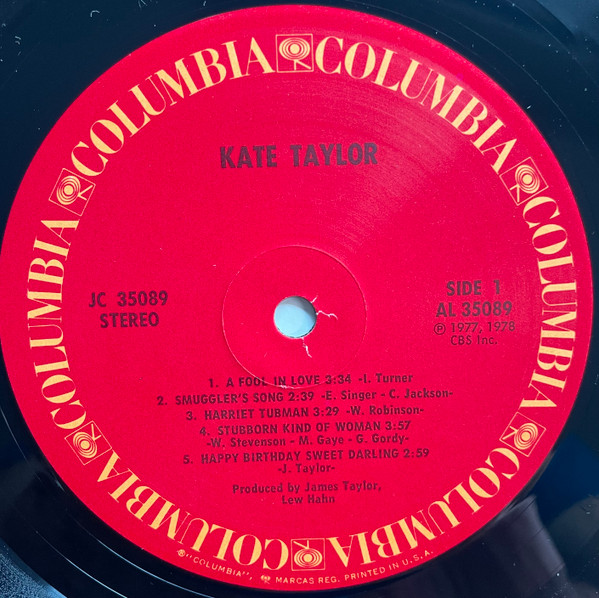 COLUMBIA COLUMBIA COLUMBIA COLUMBIA COLUMBIA COLUMBIA
KATE TAYLOR
JC 35089
STEREO
SIDE 1
AL 35089
℗ 1977, 1978
CBS Inc.
1. A FOOL IN LOVE 3:34 -I. Turner
2. SMUGGLER'S SONG 2:39 -E. Singer - C. Jackson-
3. HARRIET TUBMAN 3:29 -W. Robinson-
4. STUBBORN KIND OF WOMAN 3:57
-W. Stevenson - M. Gaye - G. Gordy-
5. HAPPY BIRTHDAY SWEET DARLING 2:59
-J. Taylor-
Produced by James Taylor,
Lew Hahn
®"COLUMBIA", MARCAS REG. PRINTED IN U.S.A.